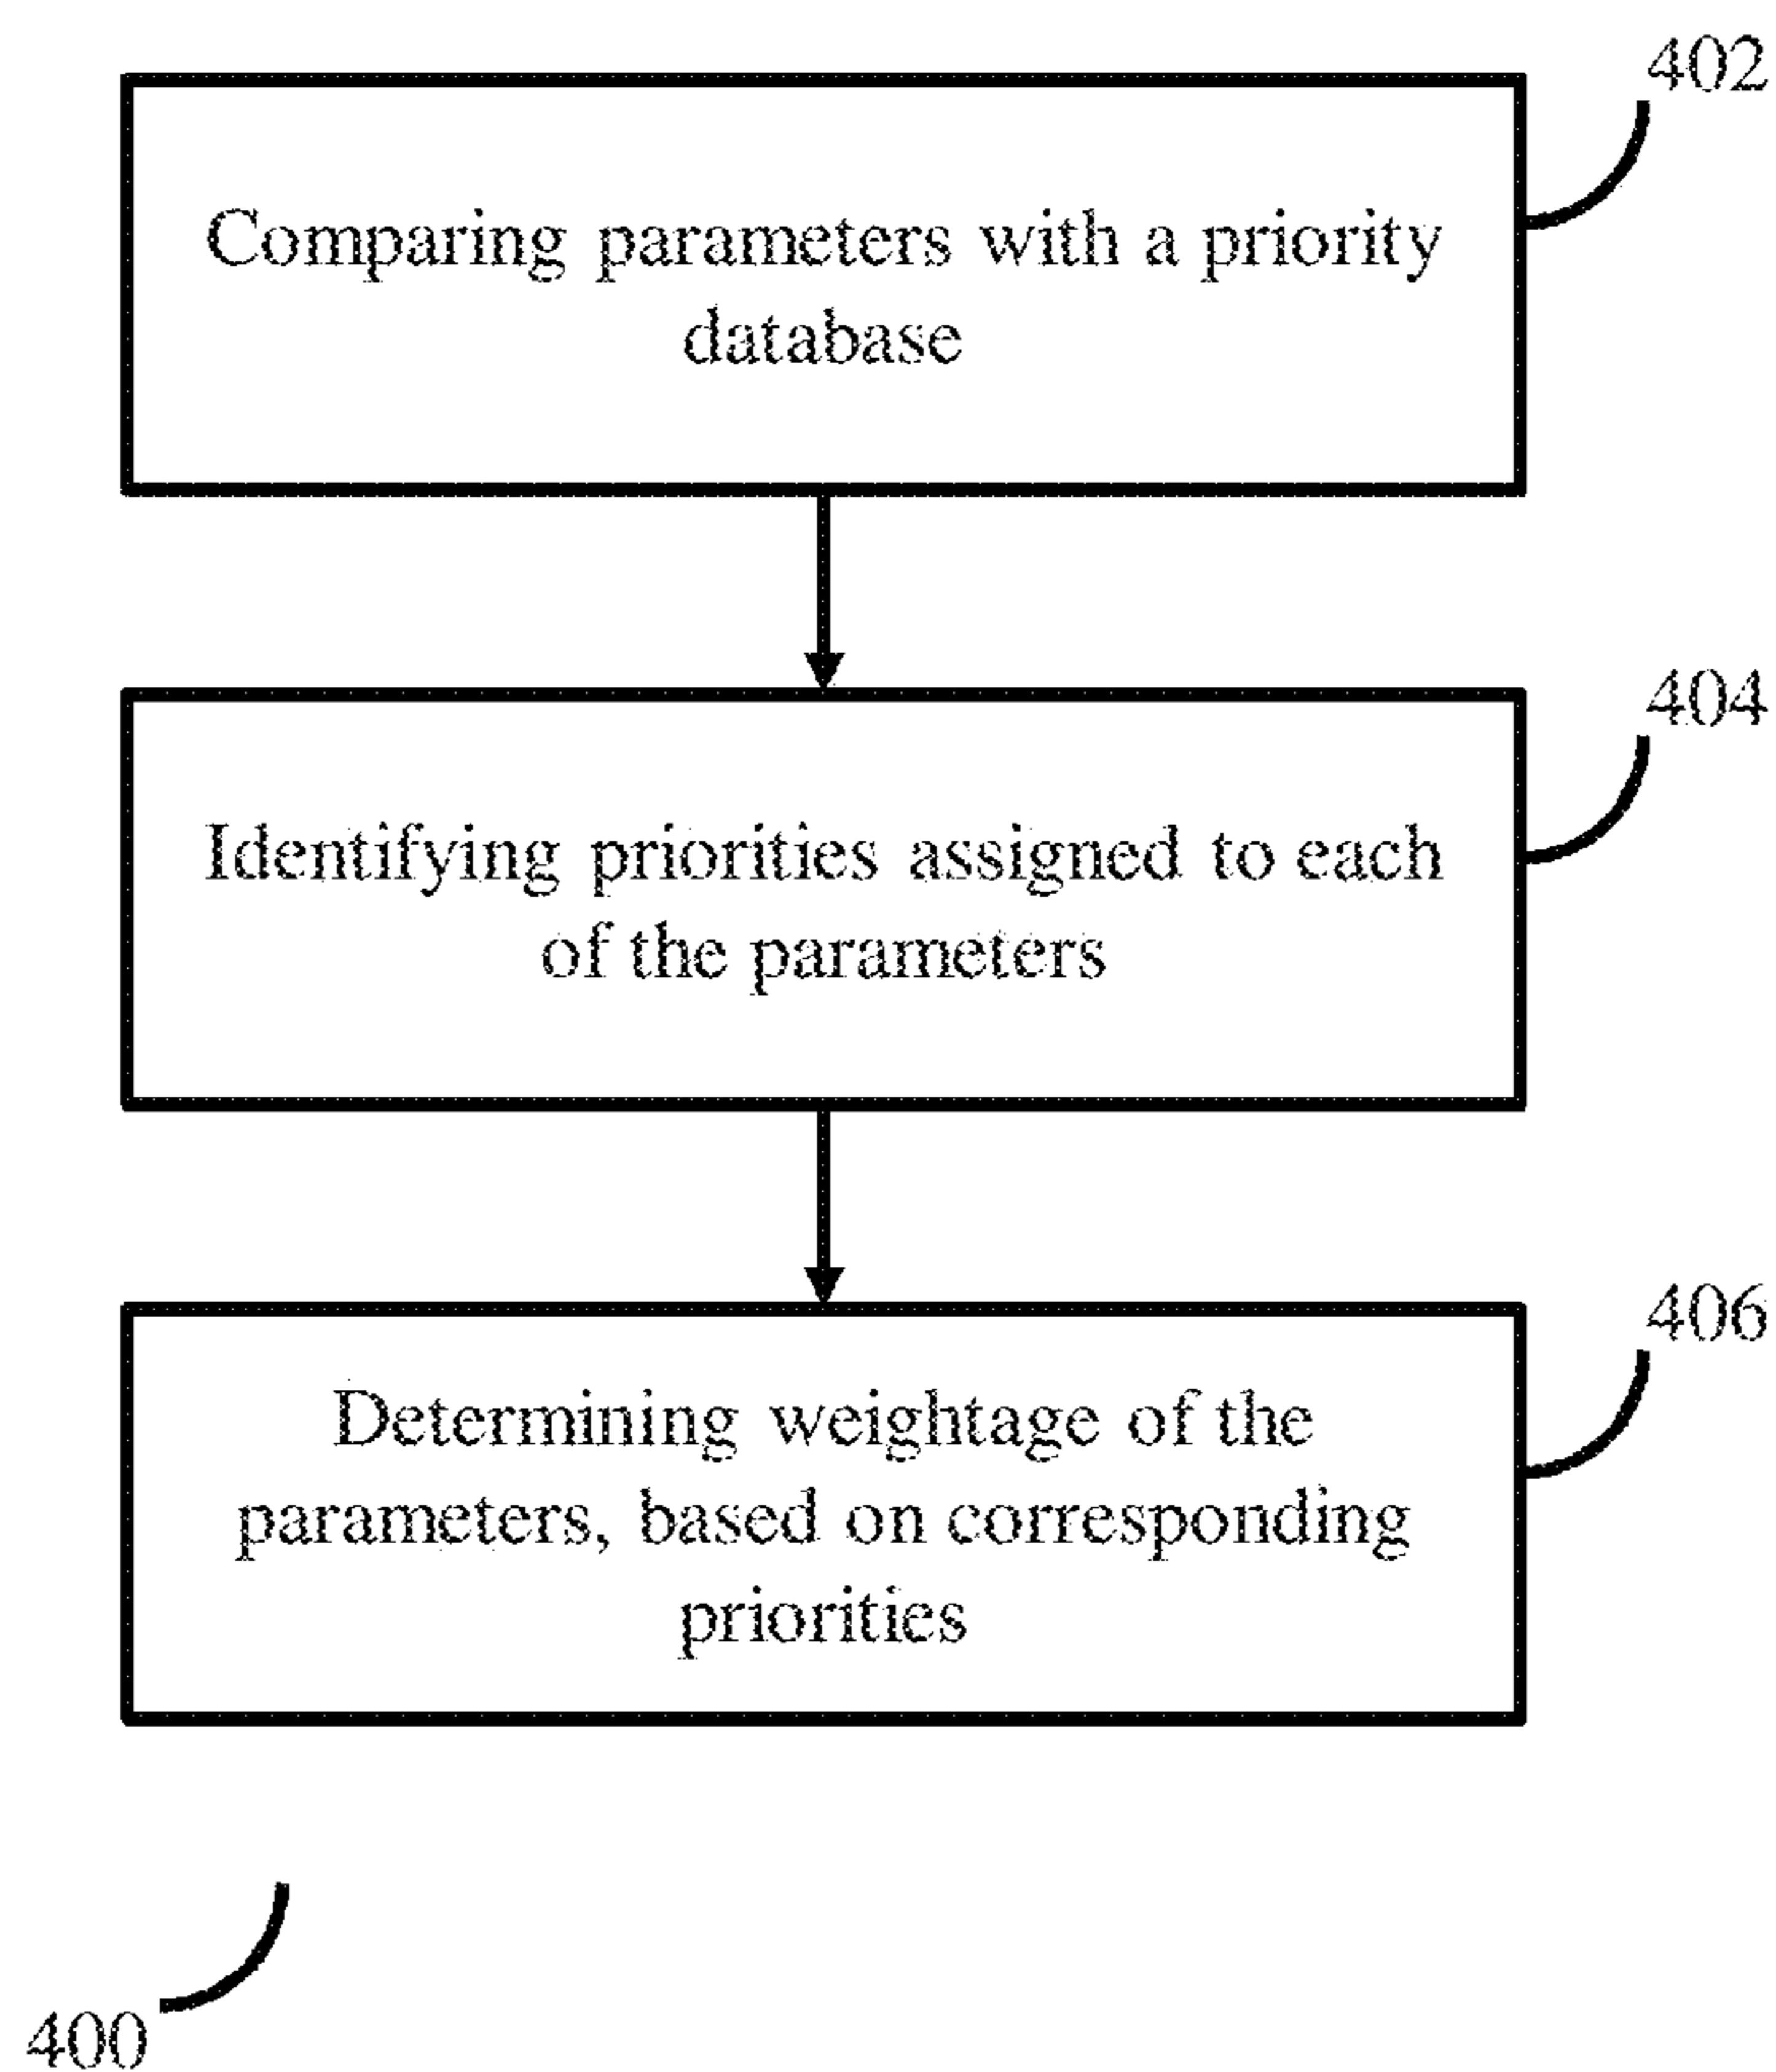 402
Comparing parameters with a priority
database
404
Identifying priorities assigned to each
of the parameters
406
Determining weightage of the
parameters, based on corresponding
priorities
400